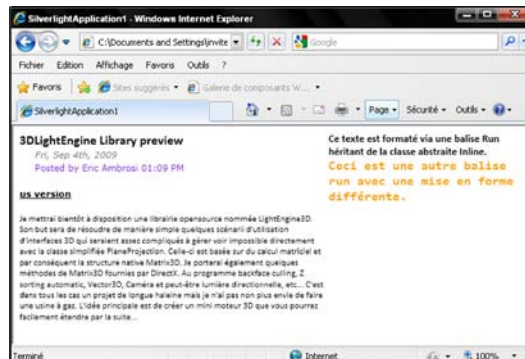 SilverlightApplication1 - Windows Internet Explorer
C:\Documents and Settings\invite
Google
Fichier Edition Affichage Favoris Outils ?
Favoris Sites suggérés Galerie de composants W...
SilverlightApplication1
Page Sécurité Outils
3DLightEngine Library preview
Fri, Sep 4th, 2009
Posted by Eric Ambrosi 01:09 PM
us version
Je mettrai bientôt à disposition une librairie opensource nommée LightEngine3D.
Son but sera de résoudre de manière simple quelques scénarii d'utilisation
d'interfaces 3D qui seraient asses compliqués à gérer voir impossible directement
avec la classe simplifiée PlaneProjection. Celle-ci est basée sur du calcul matriciel et
par conséquent la structure native Matrix3D. Je porterai également quelques
méthodes de Matrix3D fournies par DirectX. Au programme backface culling, Z
sorting automatic, Vector3D, Caméra et peut-être lumière directionnelle, etc... C'est
dans tous les cas un projet de longue haleine mais je n'ai pas non plus envie de faire
une usine à gaz. L'idée principale est de créer un mini moteur 3D que vous pourrez
facilement étendre par la suite...
Ce texte est formaté via une balise Run
héritant de la classe abstraite Inline.
Ceci est une autre balise
run avec une mise en forme
différente.
Terminé Internet 100%